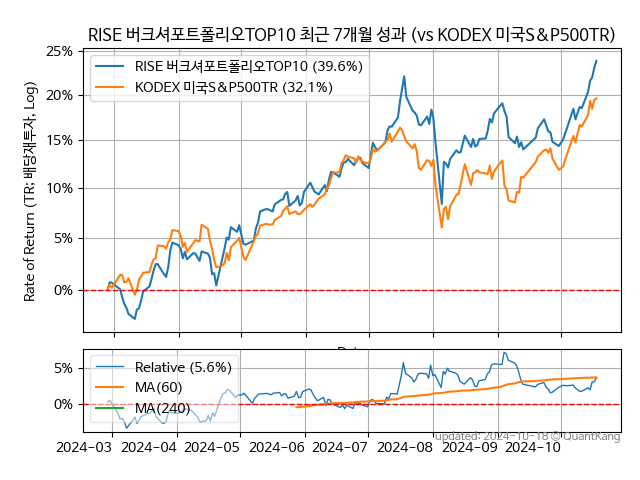 RISE 버크셔포트폴리오TOP10 최근 7개월 성과 (vs KODEX 미국S&P500TR)
Rate of Return (TR: 배당재투자, Log)
25%
20%
15%
10%
5%
0%
RISE 버크셔포트폴리오TOP10 (39.6%)
KODEX 미국S&P500TR (32.1%)
5%
0%
Relative (5.6%)
MA(60)
MA(240)
2024-03 2024-04 2024-05 2024-06 2024-07 2024-08 2024-09 2024-10
updated: 2024-10-18 © QuantKang